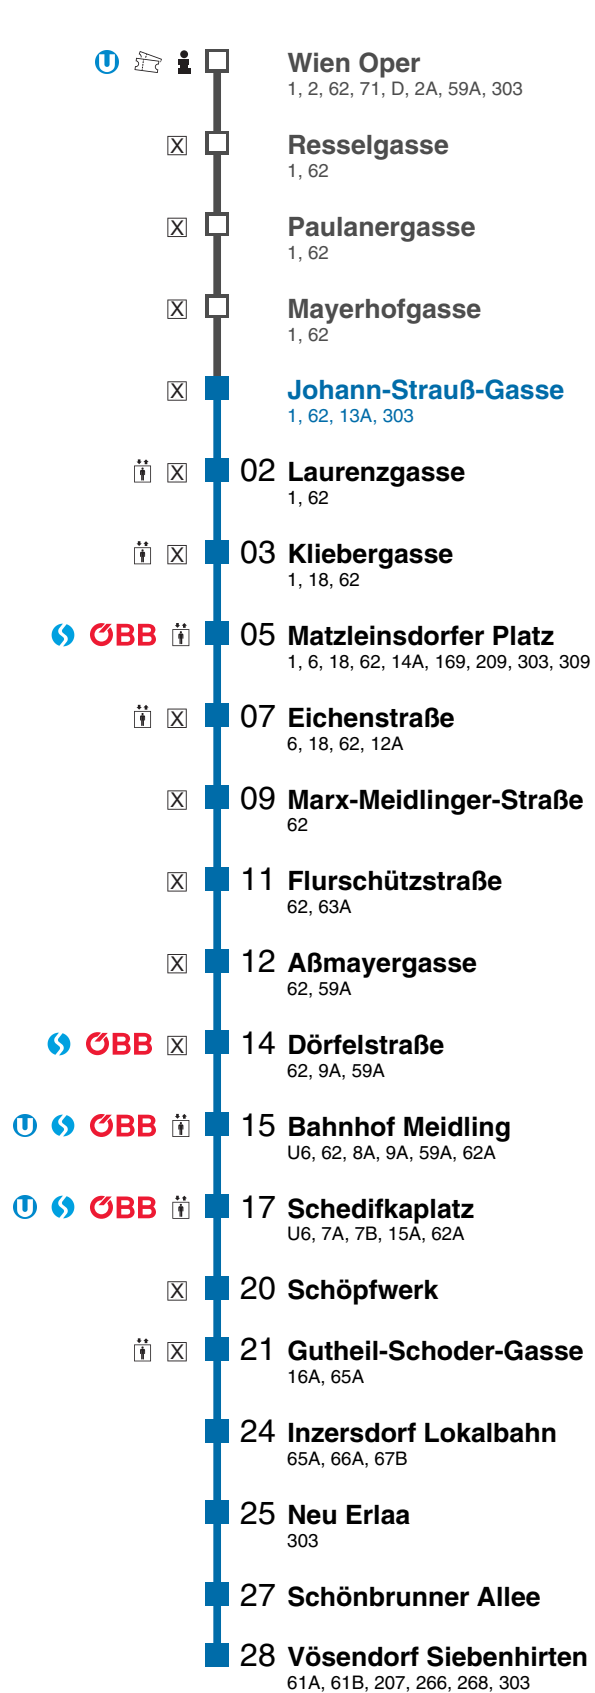 U i Wien Oper
1, 2, 62, 71, D, 2A, 59A, 303
X Resselgasse
1, 62
X Paulanergasse
1, 62
X Mayerhofgasse
1, 62
X Johann-Strauß-Gasse
1, 62, 13A, 303
X 02 Laurenzgasse
1, 62
X 03 Kliebergasse
1, 18, 62
S ÖBB 05 Matzleinsdorfer Platz
1, 6, 18, 62, 14A, 169, 209, 303, 309
X 07 Eichenstraße
6, 18, 62, 12A
X 09 Marx-Meidlinger-Straße
62
X 11 Flurschützstraße
62, 63A
X 12 Aßmayergasse
62, 59A
S ÖBB X 14 Dörfelstraße
62, 9A, 59A
U S ÖBB 15 Bahnhof Meidling
U6, 62, 8A, 9A, 59A, 62A
U S ÖBB 17 Schedifkaplatz
U6, 7A, 7B, 15A, 62A
X 20 Schöpfwerk
X 21 Gutheil-Schoder-Gasse
16A, 65A
24 Inzersdorf Lokalbahn
65A, 66A, 67B
25 Neu Erlaa
303
27 Schönbrunner Allee
28 Vösendorf Siebenhirten
61A, 61B, 207, 266, 268, 303